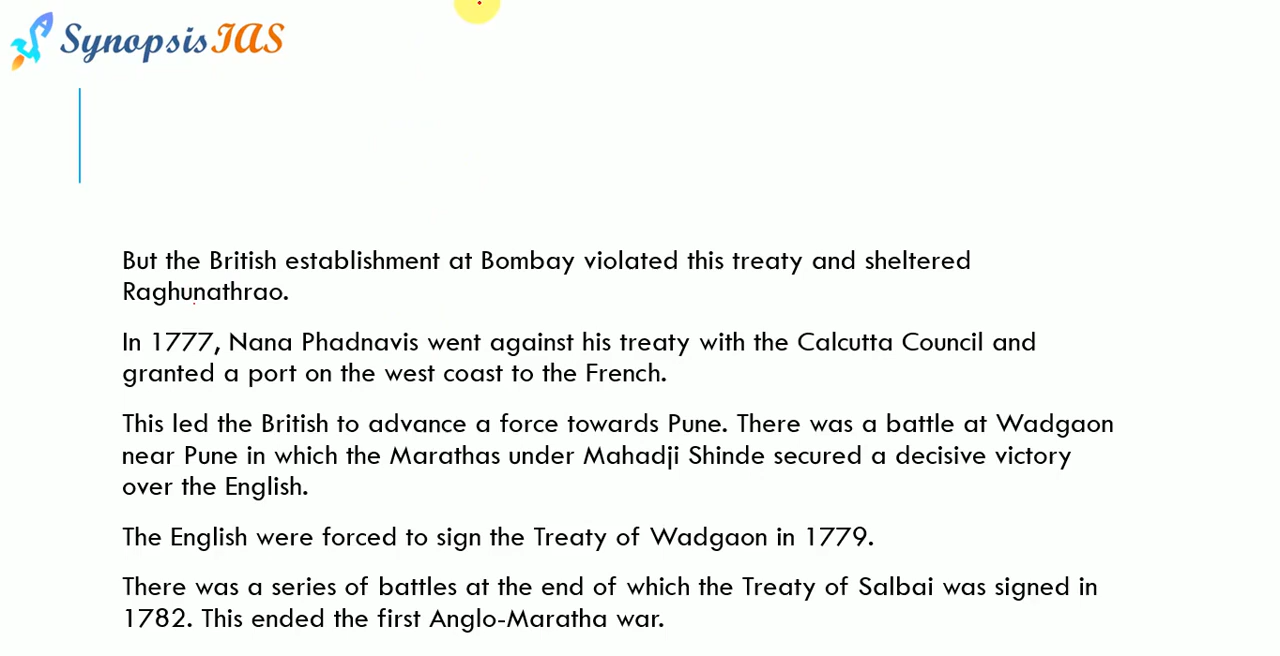 SynopsisIAS
But the British establishment at Bombay violated this treaty and sheltered
Raghunathrao.
In 1777, Nana Phadnavis went against his treaty with the Calcutta Council and
granted a port on the west coast to the French.
This led the British to advance a force towards Pune. There was a battle at Wadgaon
near Pune in which the Marathas under Mahadji Shinde secured a decisive victory
over the English.
The English were forced to sign the Treaty of Wadgaon in 1779.
There was a series of battles at the end of which the Treaty of Salbai was signed in
1782. This ended the first Anglo-Maratha war.